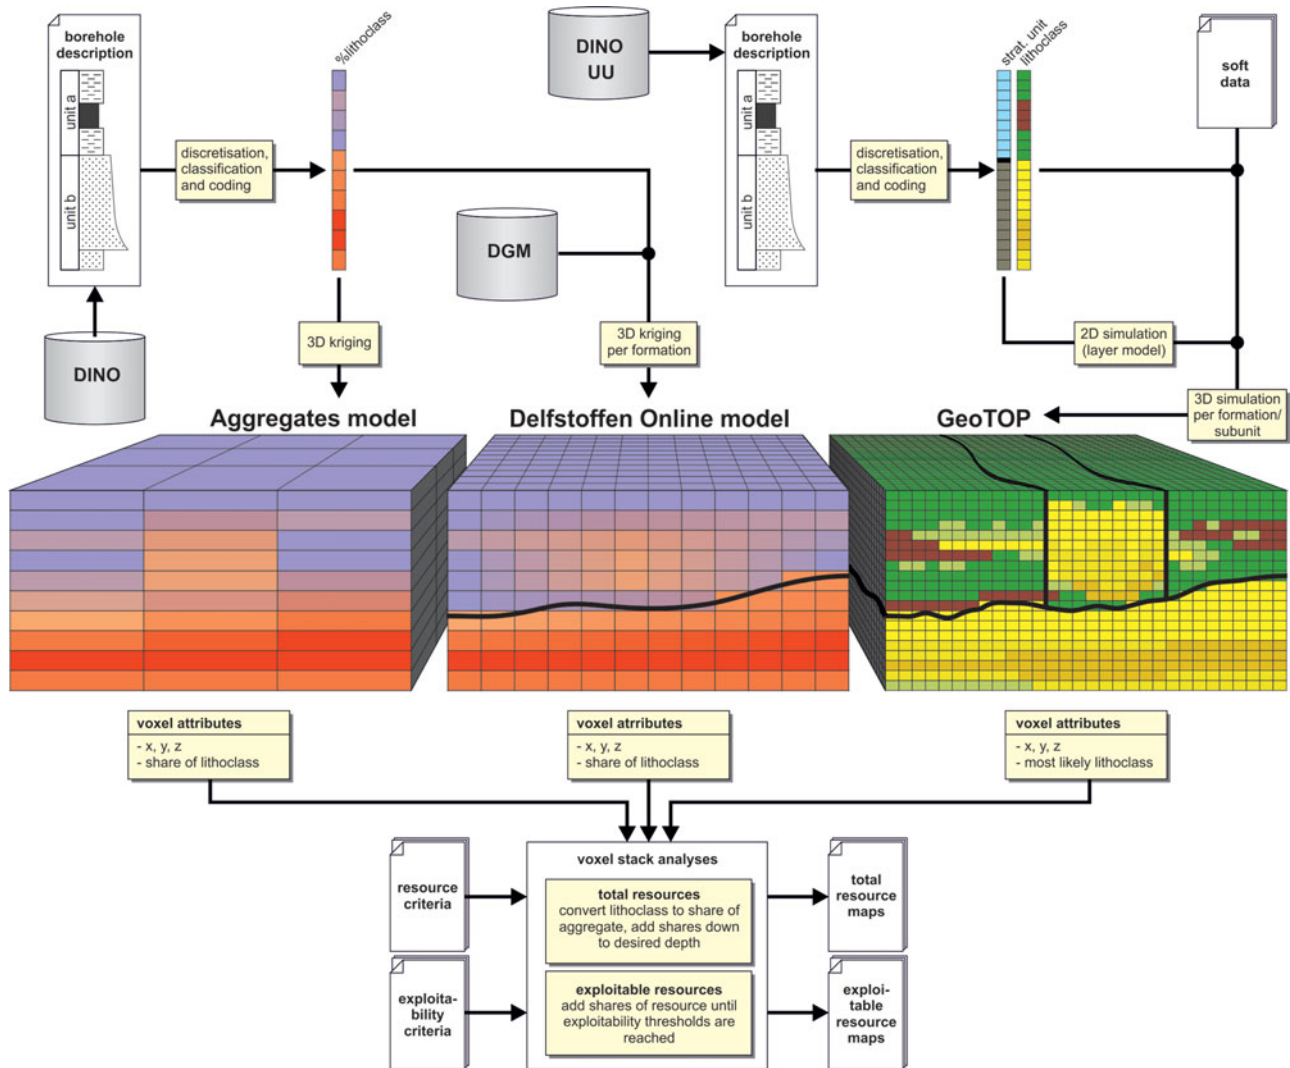 borehole
description
unit a
unit b
%lithoclass
discretisation,
classification
and coding
DINO
3D kriging
DGM
3D kriging
per formation
DINO
UU
borehole
description
unit a
unit b
discretisation,
classification
and coding
strat. unit
lithoclass
soft
data
2D simulation
(layer model)
3D simulation
per formation/
subunit
Aggregates model
Delfstoffen Online model
GeoTOP
voxel attributes
- x, y, z
- share of lithoclass
voxel atrributes
- x, y, z
- share of lithoclass
voxel attributes
- x, y, z
- most likely lithoclass
resource
criteria
exploita-
bility
criteria
voxel stack analyses
total resources
convert lithoclass to share of
aggregate, add shares down
to desired depth
exploitable resources
add shares of resource until
exploitability thresholds are
reached
total
resource
maps
exploi-
table
resource
maps